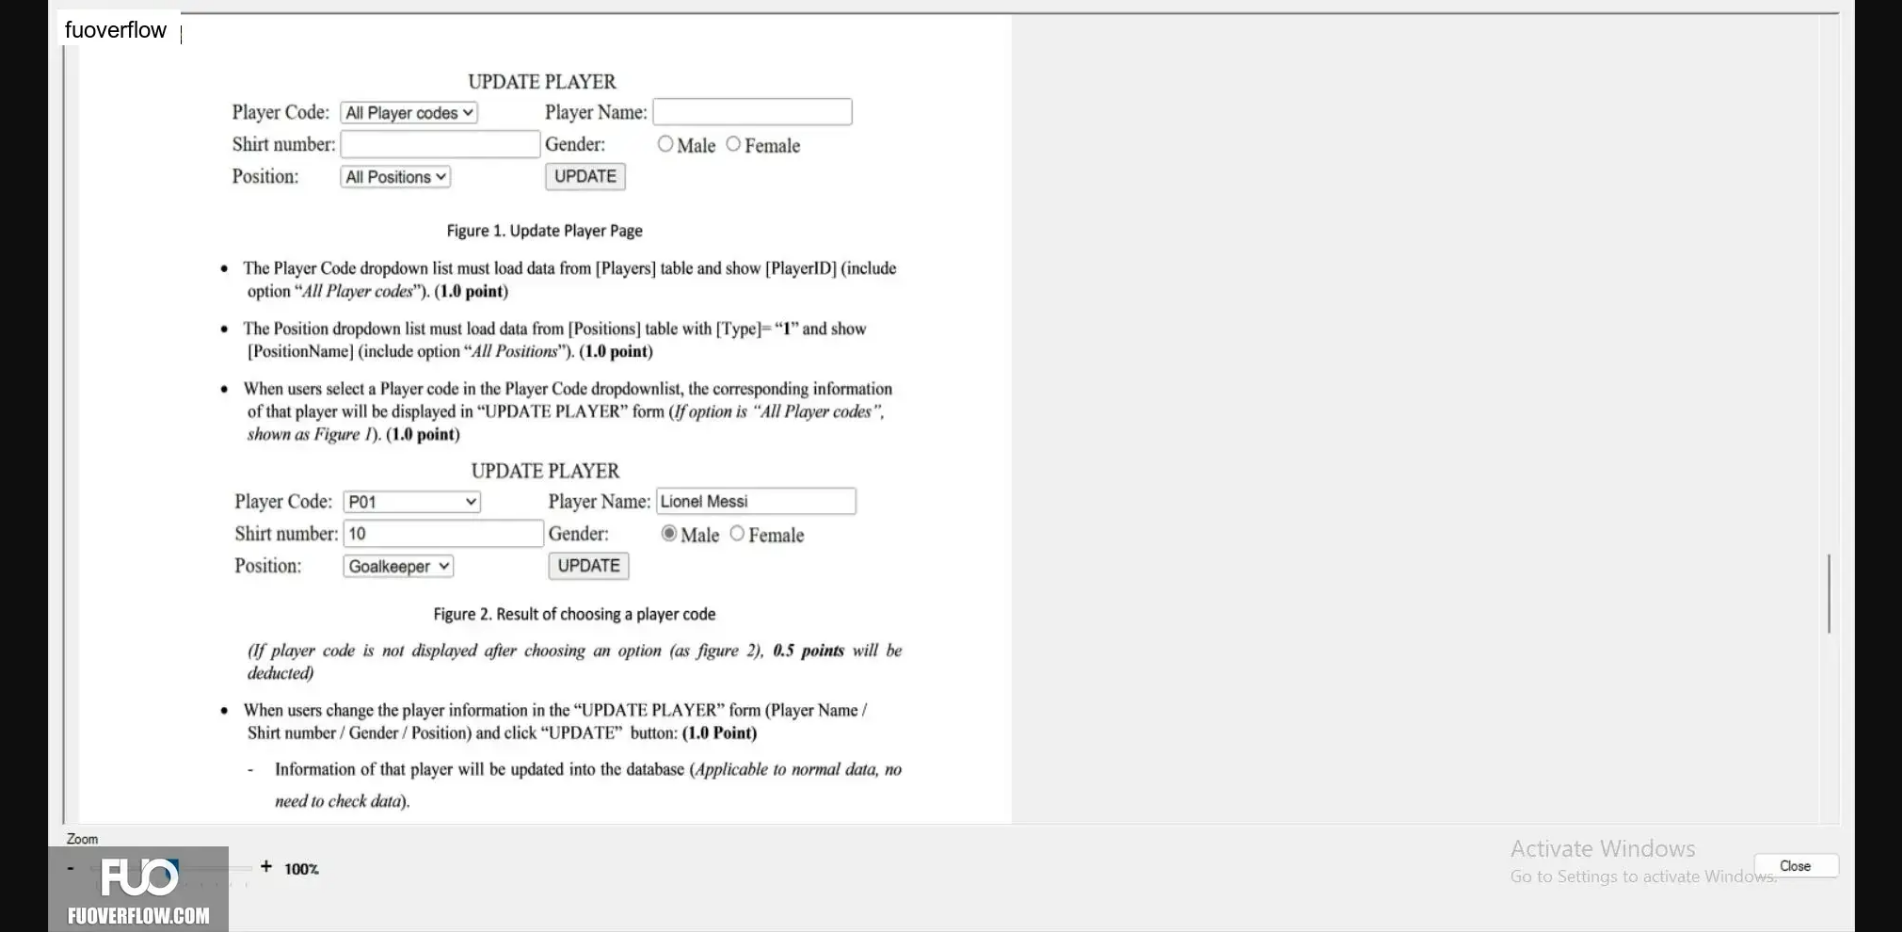 fuoverflow
UPDATE PLAYER
Player Code: All Player codes Player Name:
Shirt number: Gender: Male Female
Position: All Positions UPDATE
Figure 1. Update Player Page
• The Player Code dropdown list must load data from [Players] table and show [PlayerID] (include
option “All Player codes”). (1.0 point)
• The Position dropdown list must load data from [Positions] table with [Type]= “1” and show
[PositionName] (include option “All Positions”). (1.0 point)
• When users select a Player code in the Player Code dropdownlist, the corresponding information
of that player will be displayed in “UPDATE PLAYER” form (If option is “All Player codes”,
shown as Figure 1). (1.0 point)
UPDATE PLAYER
Player Code: P01 Player Name: Lionel Messi
Shirt number: 10 Gender: Male Female
Position: Goalkeeper UPDATE
Figure 2. Result of choosing a player code
(If player code is not displayed after choosing an option (as figure 2), 0.5 points will be
deducted)
• When users change the player information in the “UPDATE PLAYER” form (Player Name /
Shirt number / Gender / Position) and click “UPDATE” button: (1.0 Point)
- Information of that player will be updated into the database (Applicable to normal data, no
need to check data).
Zoom
- + 100%
FUO
FUOVERFLOW.COM
Activate Windows
Go to Settings to activate Windows.
Close